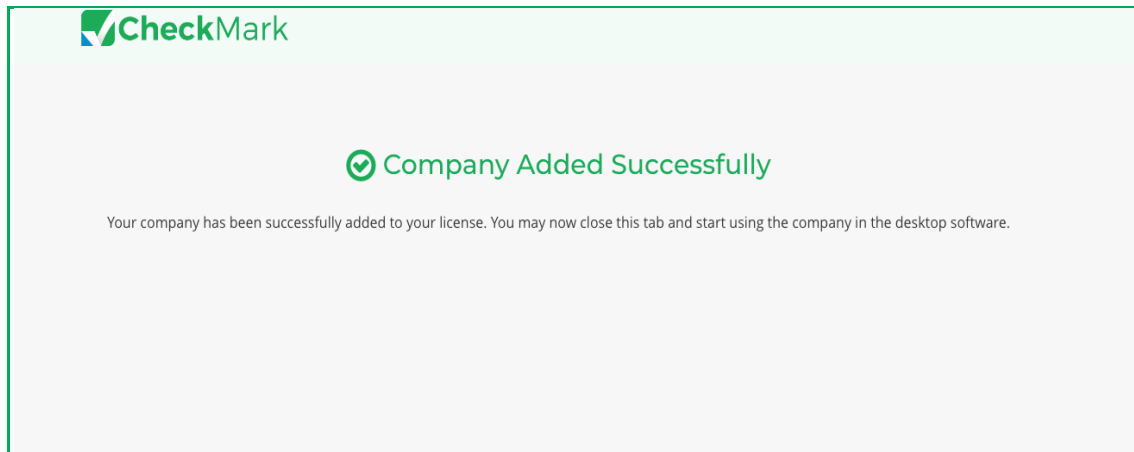 CheckMark
Company Added Successfully
Your company has been successfully added to your license. You may now close this tab and start using the company in the desktop software.